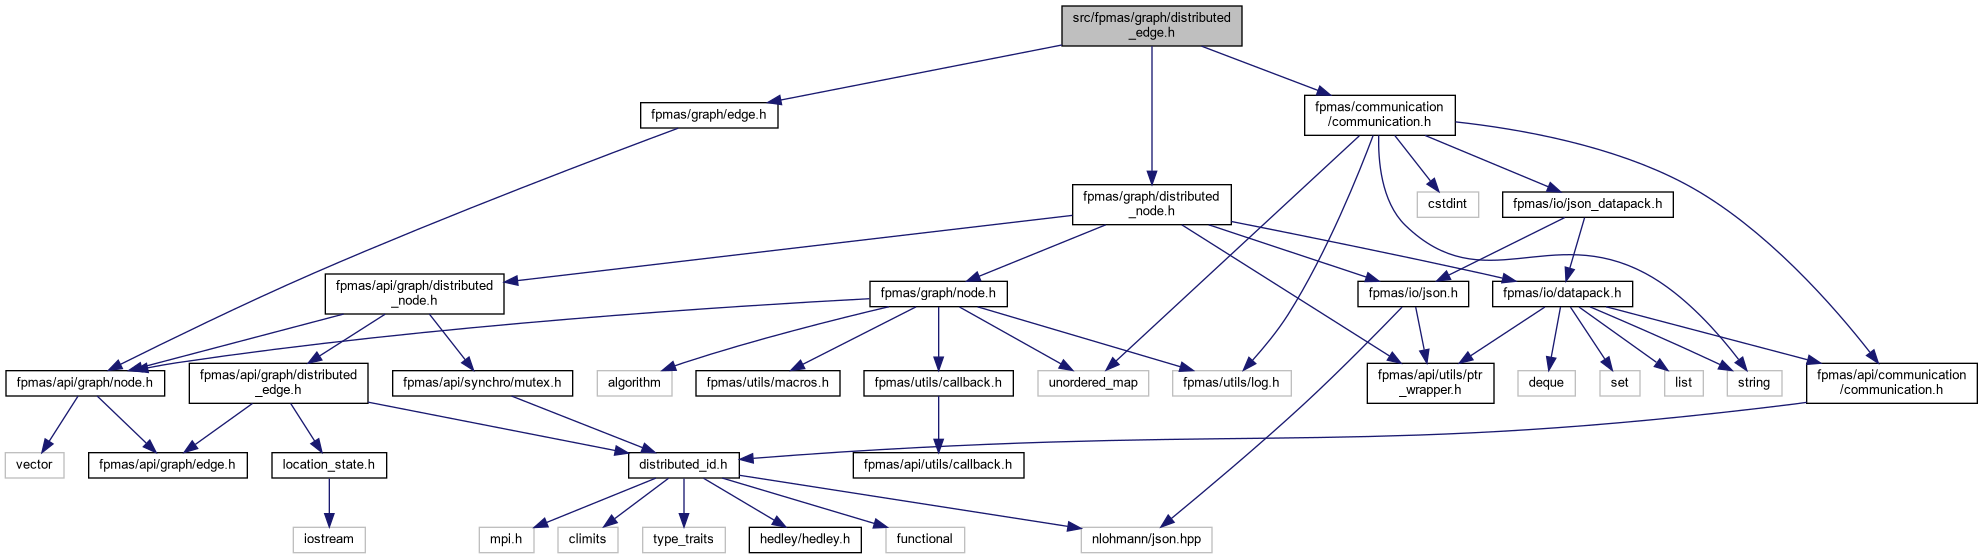 src/fpmas/graph/distributed
_edge.h
fpmas/graph/edge.h
fpmas/communication
/communication.h
fpmas/graph/distributed
_node.h
cstdint
fpmas/io/json_datapack.h
fpmas/api/graph/distributed
_node.h
fpmas/graph/node.h
fpmas/io/json.h
fpmas/io/datapack.h
fpmas/api/graph/node.h
fpmas/api/graph/distributed
_edge.h
fpmas/api/synchro/mutex.h
algorithm
fpmas/utils/macros.h
fpmas/utils/callback.h
unordered_map
fpmas/utils/log.h
fpmas/api/utils/ptr
_wrapper.h
deque
set
list
string
fpmas/api/communication
/communication.h
vector
fpmas/api/graph/edge.h
location_state.h
distributed_id.h
fpmas/api/utils/callback.h
iostream
mpi.h
climits
type_traits
hedley/hedley.h
functional
nlohmann/json.hpp